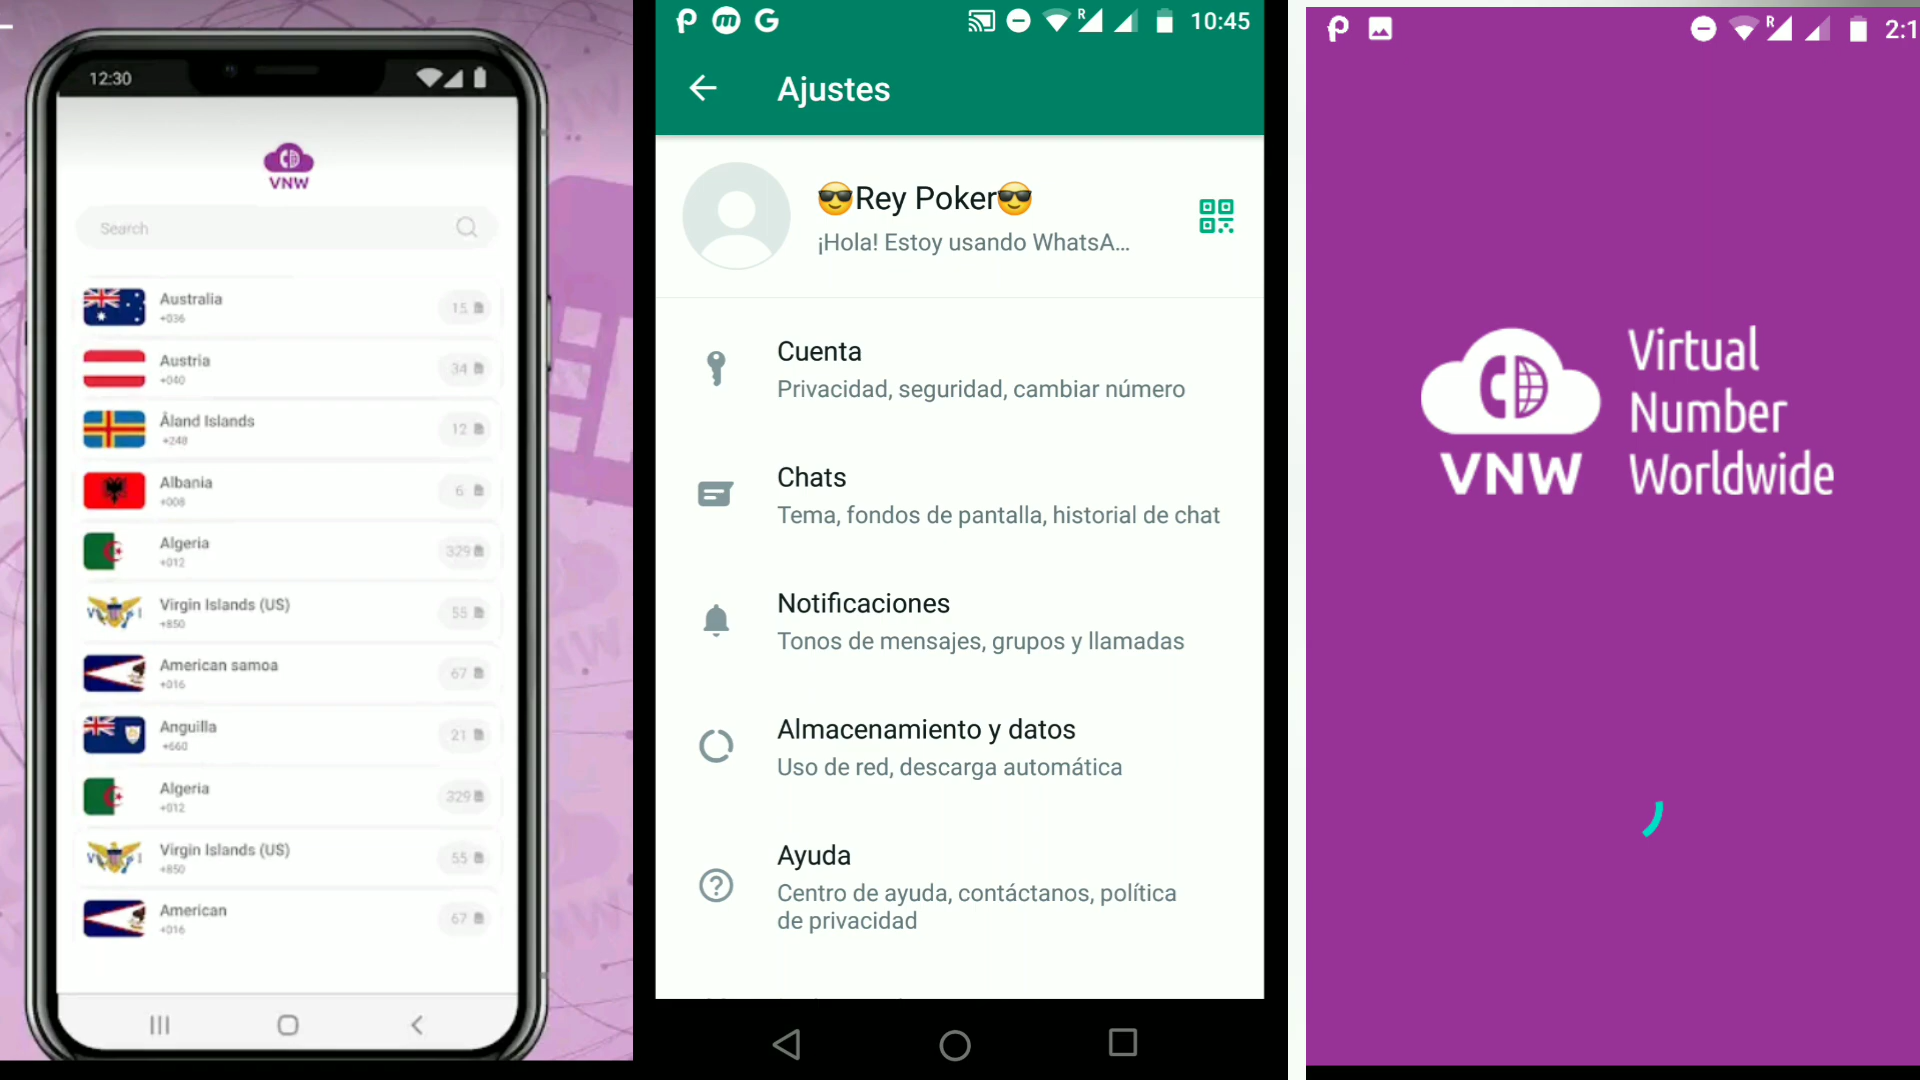 12:30
VNW
Search
Australia
+036
15
Austria
+040
34
Åland Islands
+248
12
Albania
+008
6
Algeria
+012
329
Virgin Islands (US)
+850
55
American samoa
+016
67
Anguilla
+660
21
Algeria
+012
329
Virgin Islands (US)
+850
55
American
+016
67
10:45
Ajustes
😎Rey Poker😎
¡Hola! Estoy usando WhatsA...
Cuenta
Privacidad, seguridad, cambiar número
Chats
Tema, fondos de pantalla, historial de chat
Notificaciones
Tonos de mensajes, grupos y llamadas
Almacenamiento y datos
Uso de red, descarga automática
Ayuda
Centro de ayuda, contáctanos, política
de privacidad
R
2:1
VNW
Virtual
Number
Worldwide